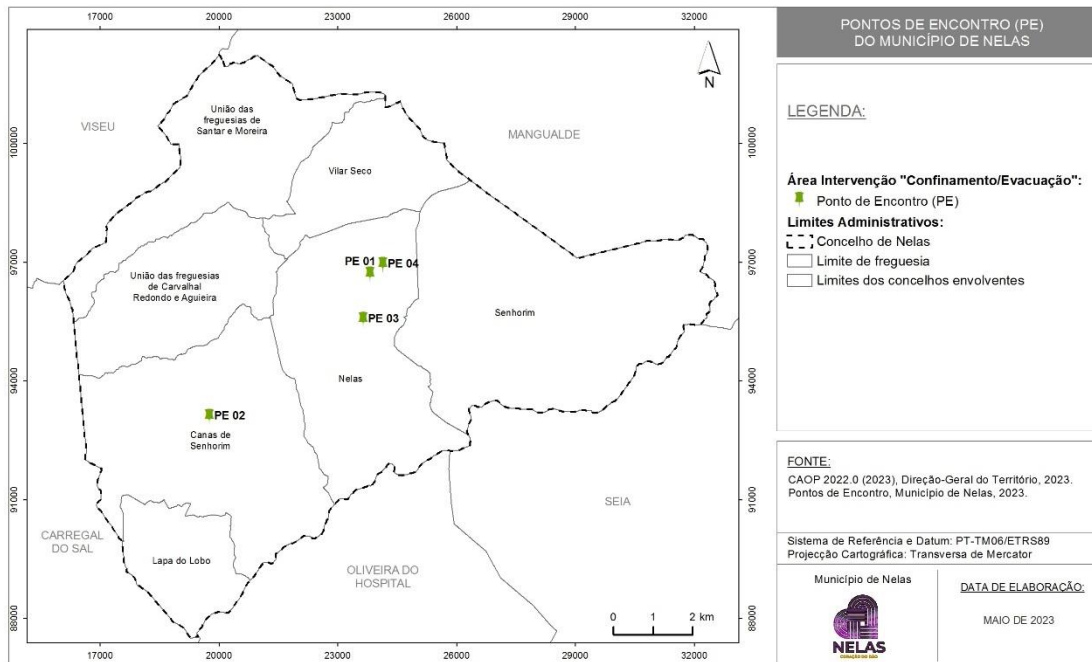 17000 20000 23000 26000 29000 32000
100000
97000
94000
91000
88000
VISEU
União das
freguesias de
Santar e Moreira
MANGUALDE
N
Vilar Seco
União das freguesias
de Carvalhal
Redondo e Aguieira
PE 01
PE 04
PE 03
Senhorim
Nelas
PE 02
Canas de
Senhorim
SEIA
CARREGAL
DO SAL
Lapa do Lobo
OLIVEIRA DO
HOSPITAL
0 1 2 km
100000
97000
94000
91000
88000
17000 20000 23000 26000 29000 32000
PONTOS DE ENCONTRO (PE)
DO MUNICÍPIO DE NELAS
LEGENDA:
Área Intervenção "Confinamento/Evacuação":
Ponto de Encontro (PE)
Limites Administrativos:
Concelho de Nelas
Limite de freguesia
Limites dos concelhos envolventes
FONTE:
CAOP 2022.0 (2023), Direção-Geral do Território, 2023.
Pontos de Encontro, Município de Nelas, 2023.
Sistema de Referência e Datum: PT-TM06/ETRS89
Projecção Cartográfica: Transversa de Mercator
Município de Nelas
NELAS
CORAÇÃO DO DÃO
DATA DE ELABORAÇÃO:
MAIO DE 2023